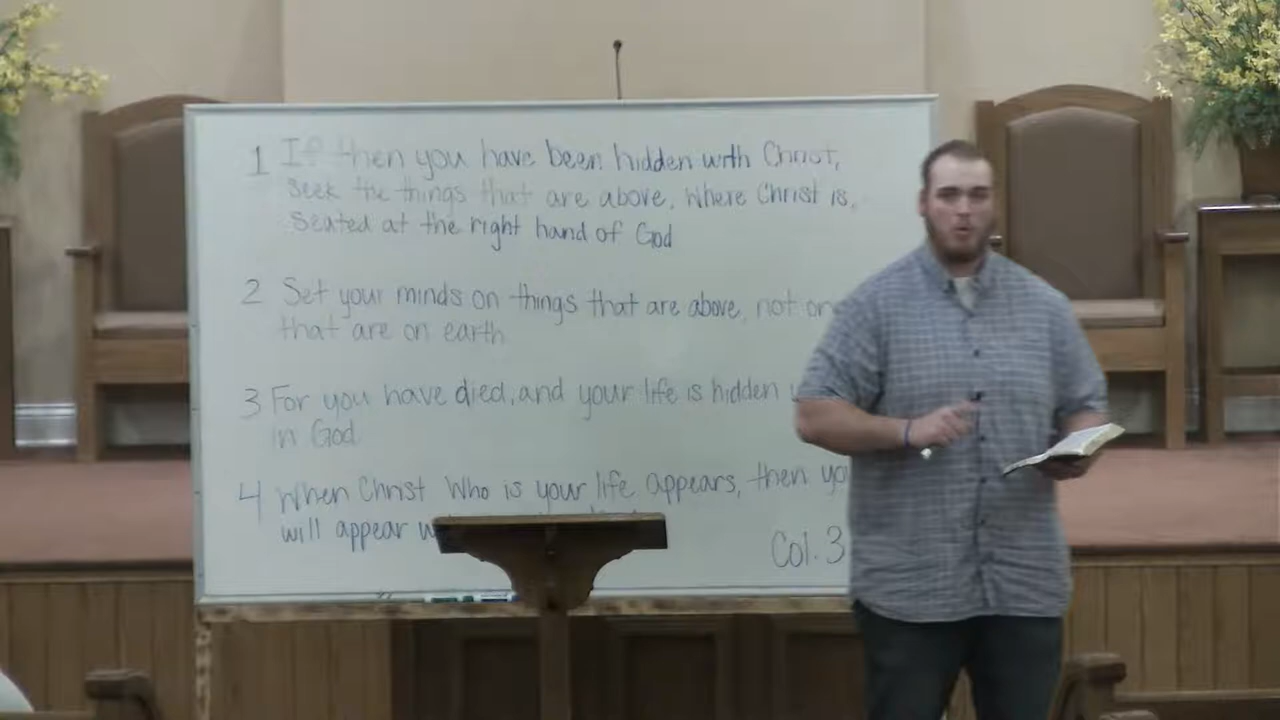 1 If then you have been hidden with Christ,
seek the things that are above, where Christ is,
seated at the right hand of God
2 Set your minds on things that are above, not on
that are on earth
3 For you have died, and your life is hidden
in God
4 When Christ Who is your life appears, then
will appear
Col. 3